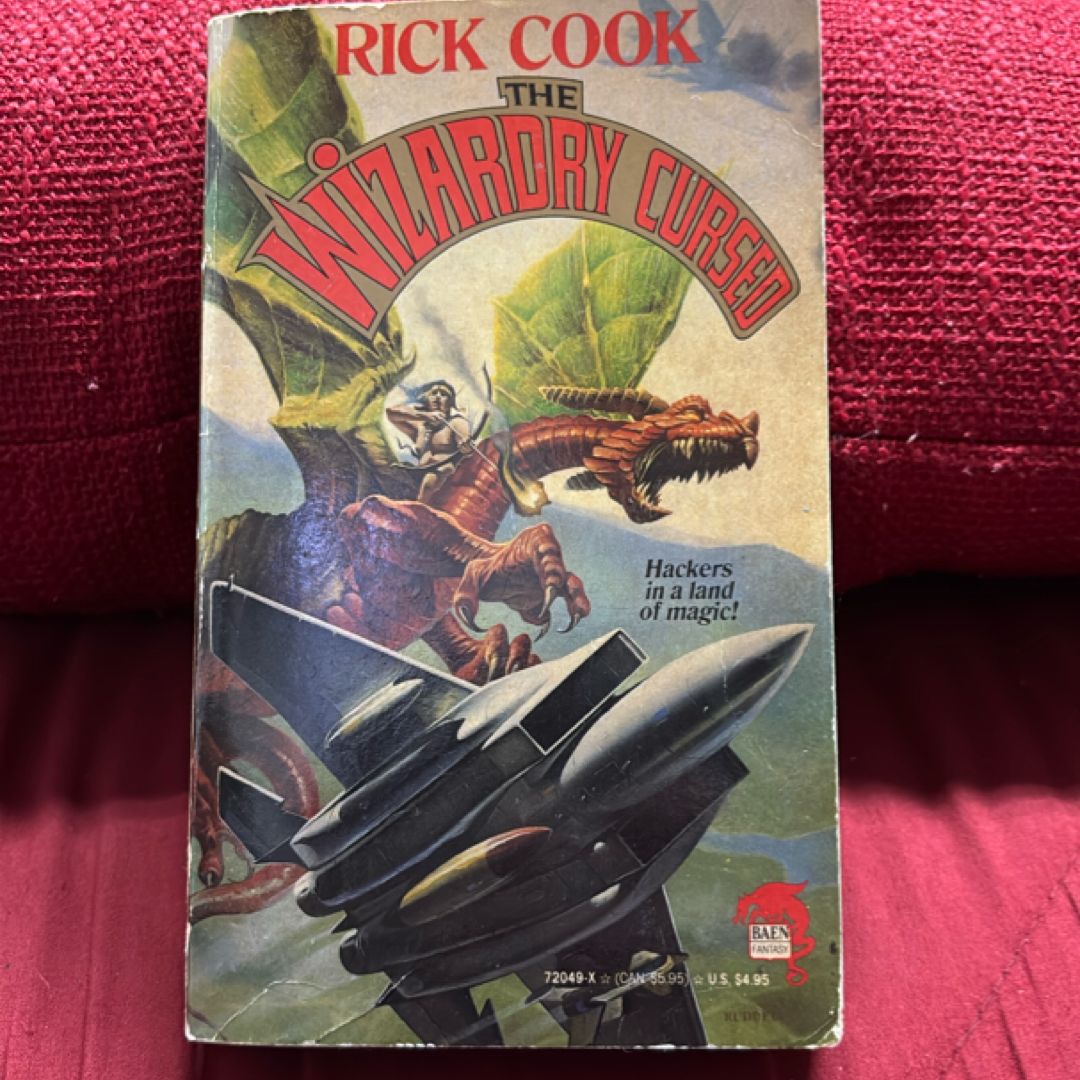 RICK COOK
THE
WIZARDRY CURSED
Hackers
in a land
of magic!
BAEN
FANTASY
72049-X ☆ (CAN. $5.95) ☆ U.S. $4.95